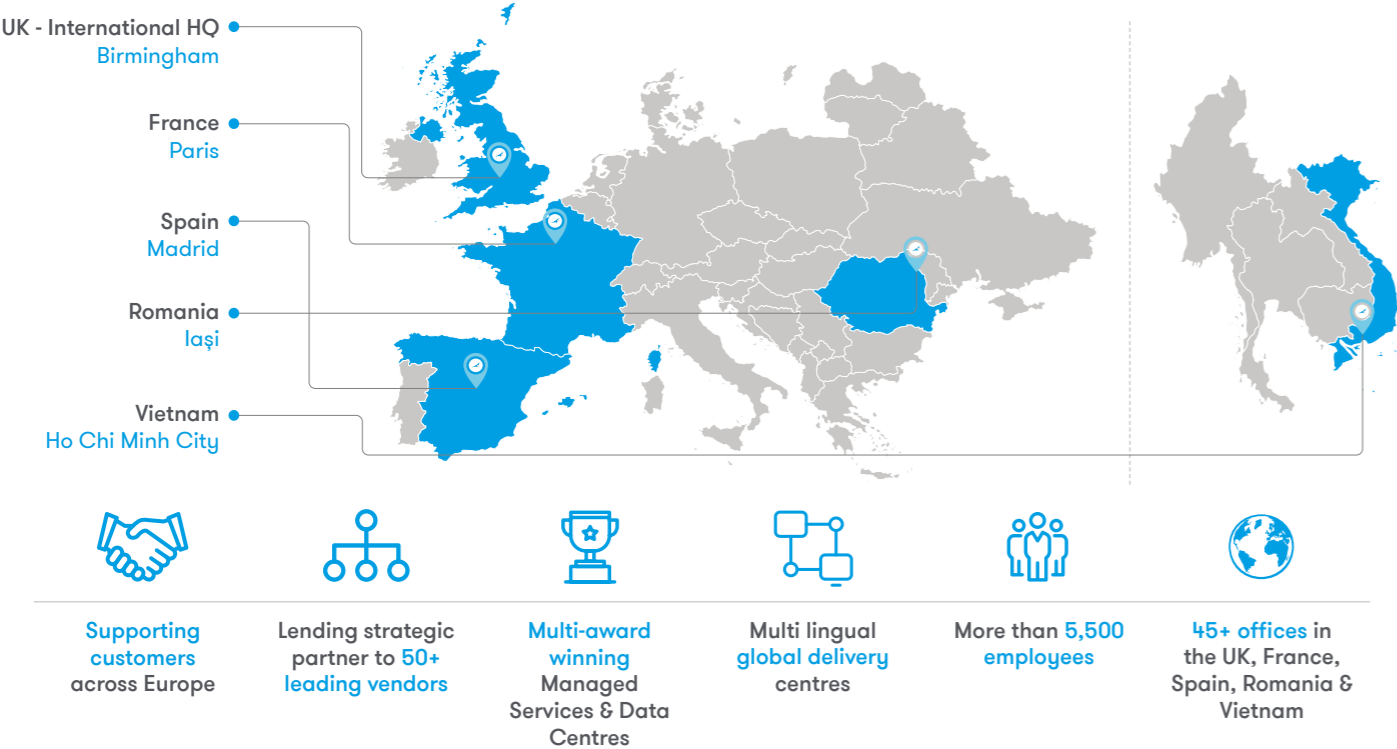 UK - International HQ
Birmingham
France
Paris
Spain
Madrid
Romania
Iași
Vietnam
Ho Chi Minh City
Supporting
customers
across Europe
Lending strategic
partner to 50+
leading vendors
Multi-award
winning
Managed
Services & Data
Centres
Multi lingual
global delivery
centres
More than 5,500
employees
45+ offices in
the UK, France,
Spain, Romania &
Vietnam